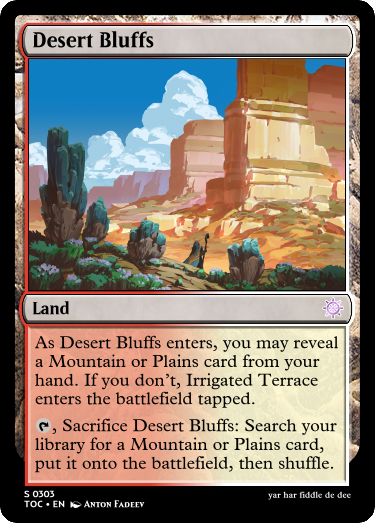 Desert Bluffs
Land
As Desert Bluffs enters, you may reveal
a Mountain or Plains card from your
hand. If you don't, Irrigated Terrace
enters the battlefield tapped.
, Sacrifice Desert Bluffs: Search your
library for a Mountain or Plains card,
put it onto the battlefield, then shuffle.
S 0303
TOC • EN Anton Fadeev
yar har fiddle de dee